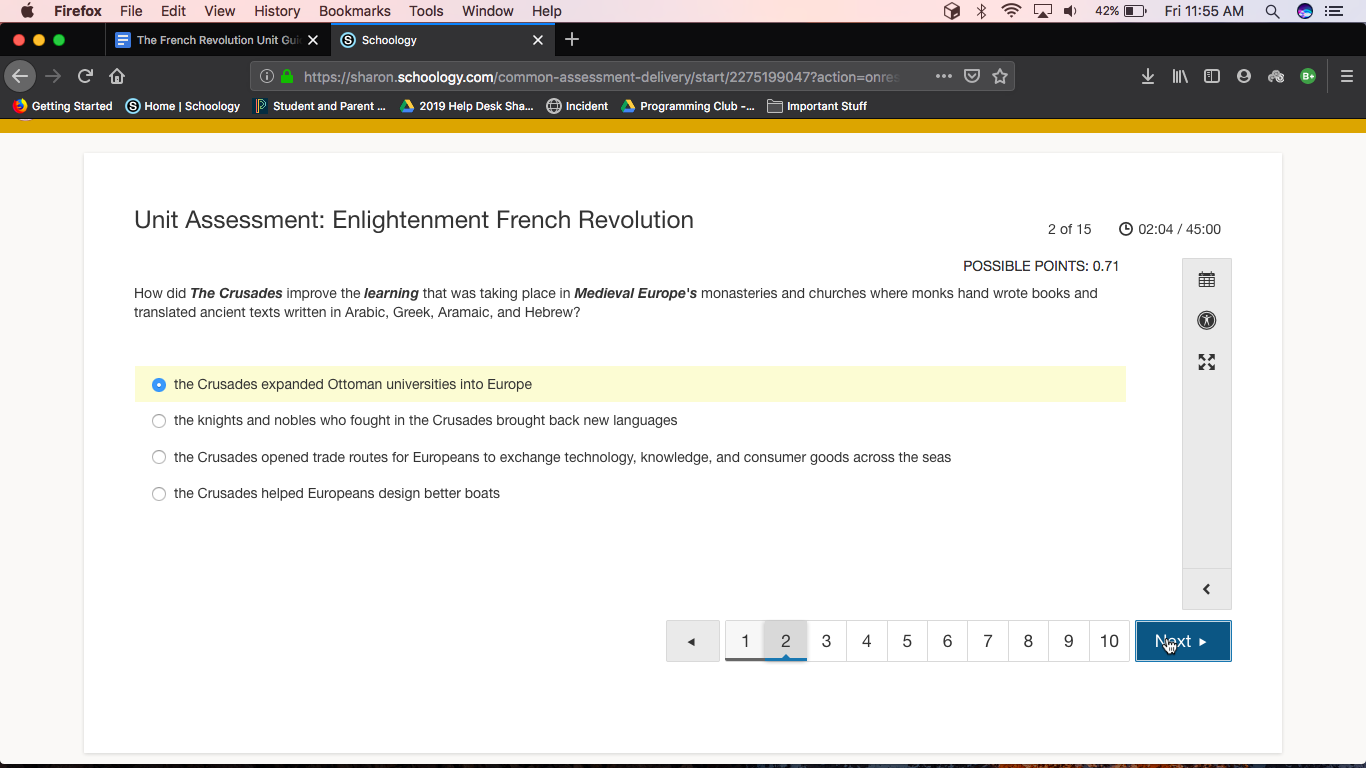 Firefox File Edit View History Bookmarks Tools Window Help 42% Fri 11:55 AM
The French Revolution Unit Gui Schoology
https://sharon.schoology.com/common-assessment-delivery/start/2275199047?action=onres
Getting Started Home | Schoology Student and Parent ... 2019 Help Desk Sha... Incident Programming Club -... Important Stuff
Unit Assessment: Enlightenment French Revolution
2 of 15 02:04 / 45:00
POSSIBLE POINTS: 0.71
How did The Crusades improve the learning that was taking place in Medieval Europe's monasteries and churches where monks hand wrote books and
translated ancient texts written in Arabic, Greek, Aramaic, and Hebrew?
the Crusades expanded Ottoman universities into Europe
the knights and nobles who fought in the Crusades brought back new languages
the Crusades opened trade routes for Europeans to exchange technology, knowledge, and consumer goods across the seas
the Crusades helped Europeans design better boats
1 2 3 4 5 6 7 8 9 10 Next